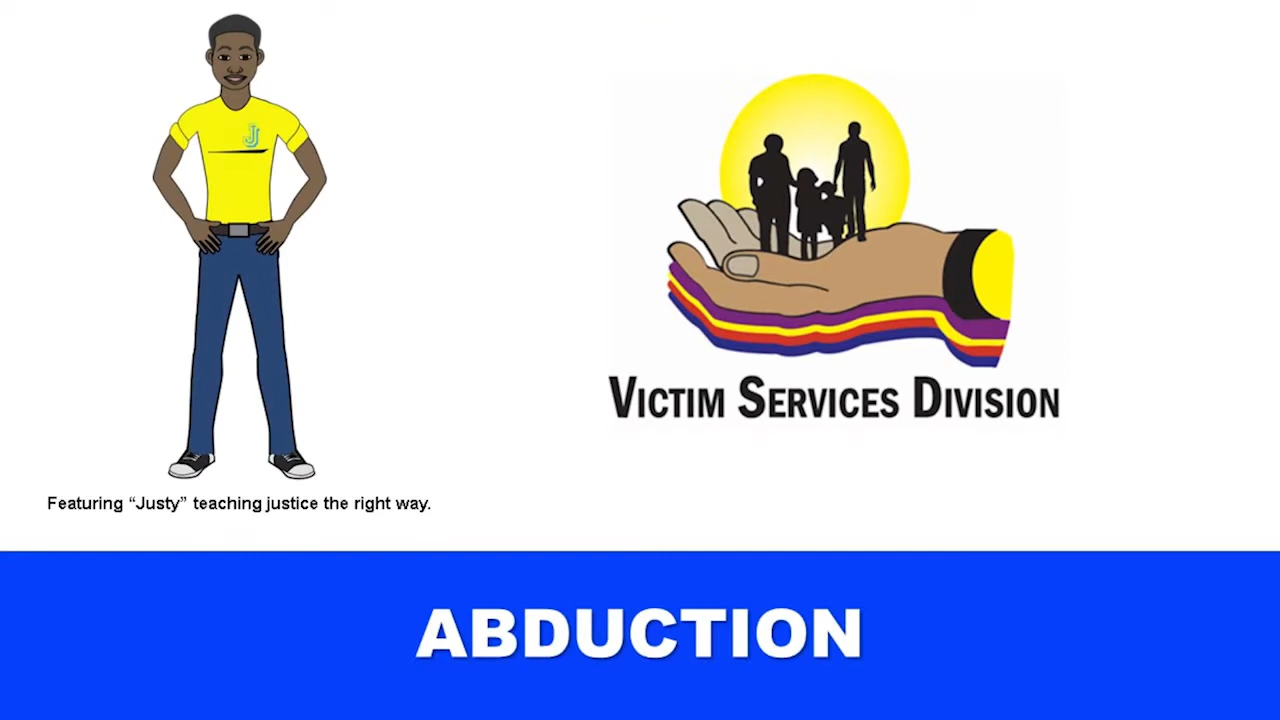 J
VICTIM SERVICES DIVISION
Featuring “Justy” teaching justice the right way.
ABDUCTION